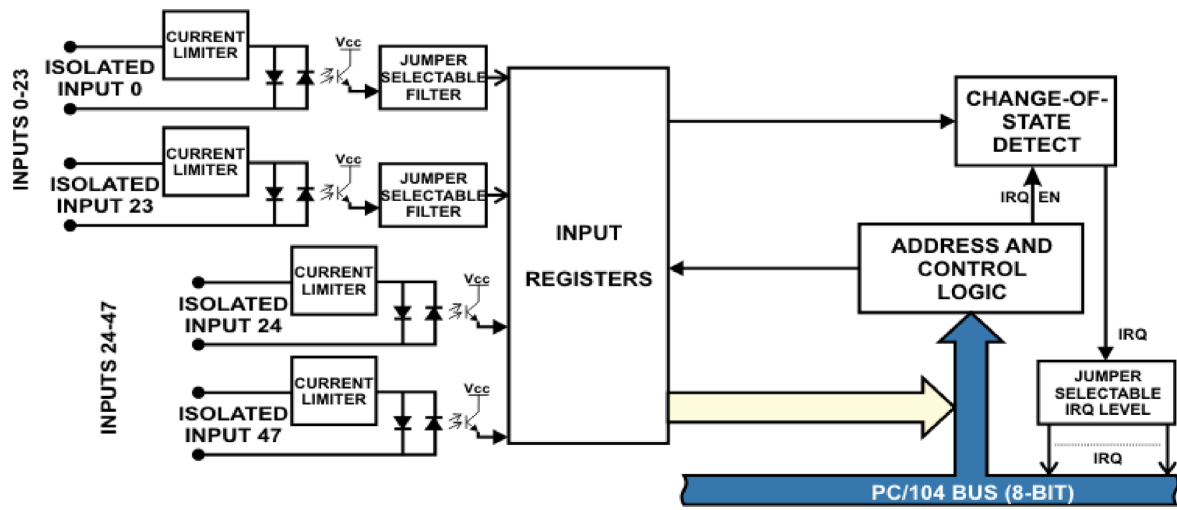 INPUTS 0-23
CURRENT
LIMITER
ISOLATED
INPUT 0
Vcc
JUMPER
SELECTABLE
FILTER
CURRENT
LIMITER
ISOLATED
INPUT 23
Vcc
JUMPER
SELECTABLE
FILTER
INPUTS 24-47
CURRENT
LIMITER
ISOLATED
INPUT 24
Vcc
CURRENT
LIMITER
ISOLATED
INPUT 47
Vcc
INPUT
REGISTERS
CHANGE-OF-
STATE
DETECT
IRQ EN
ADDRESS AND
CONTROL
LOGIC
IRQ
JUMPER
SELECTABLE
IRQ LEVEL
IRQ
PC/104 BUS (8-BIT)